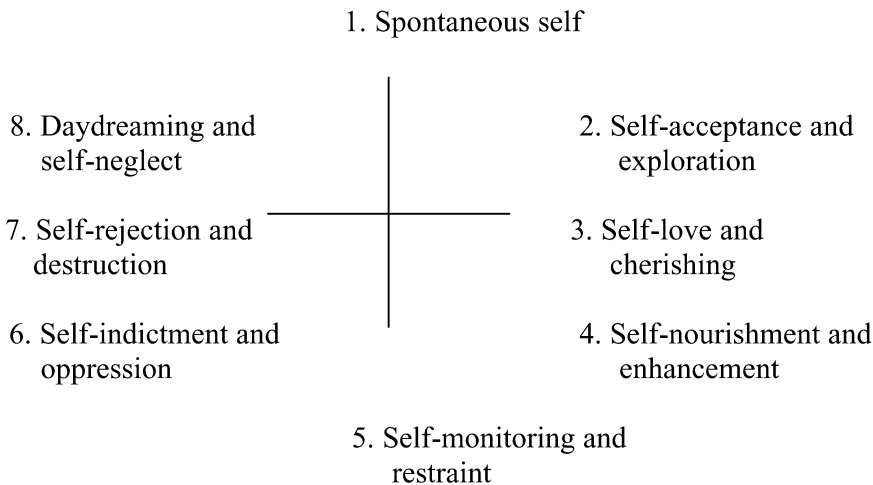 1. Spontaneous self
8. Daydreaming and
self-neglect
2. Self-acceptance and
exploration
7. Self-rejection and
destruction
3. Self-love and
cherishing
6. Self-indictment and
oppression
4. Self-nourishment and
enhancement
5. Self-monitoring and
restraint